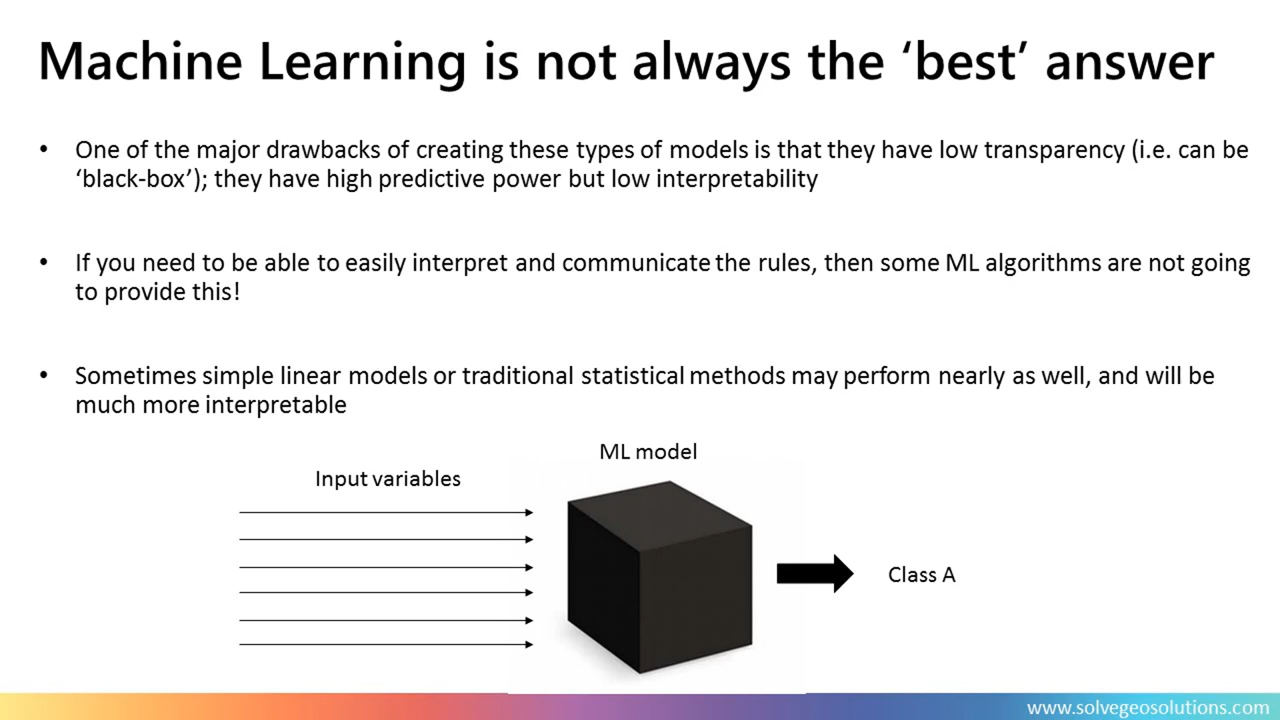 Machine Learning is not always the ‘best’ answer
• One of the major drawbacks of creating these types of models is that they have low transparency (i.e. can be
‘black-box’); they have high predictive power but low interpretability
• If you need to be able to easily interpret and communicate the rules, then some ML algorithms are not going
to provide this!
• Sometimes simple linear models or traditional statistical methods may perform nearly as well, and will be
much more interpretable
ML model
Input variables
Class A
www.solvegeosolutions.com